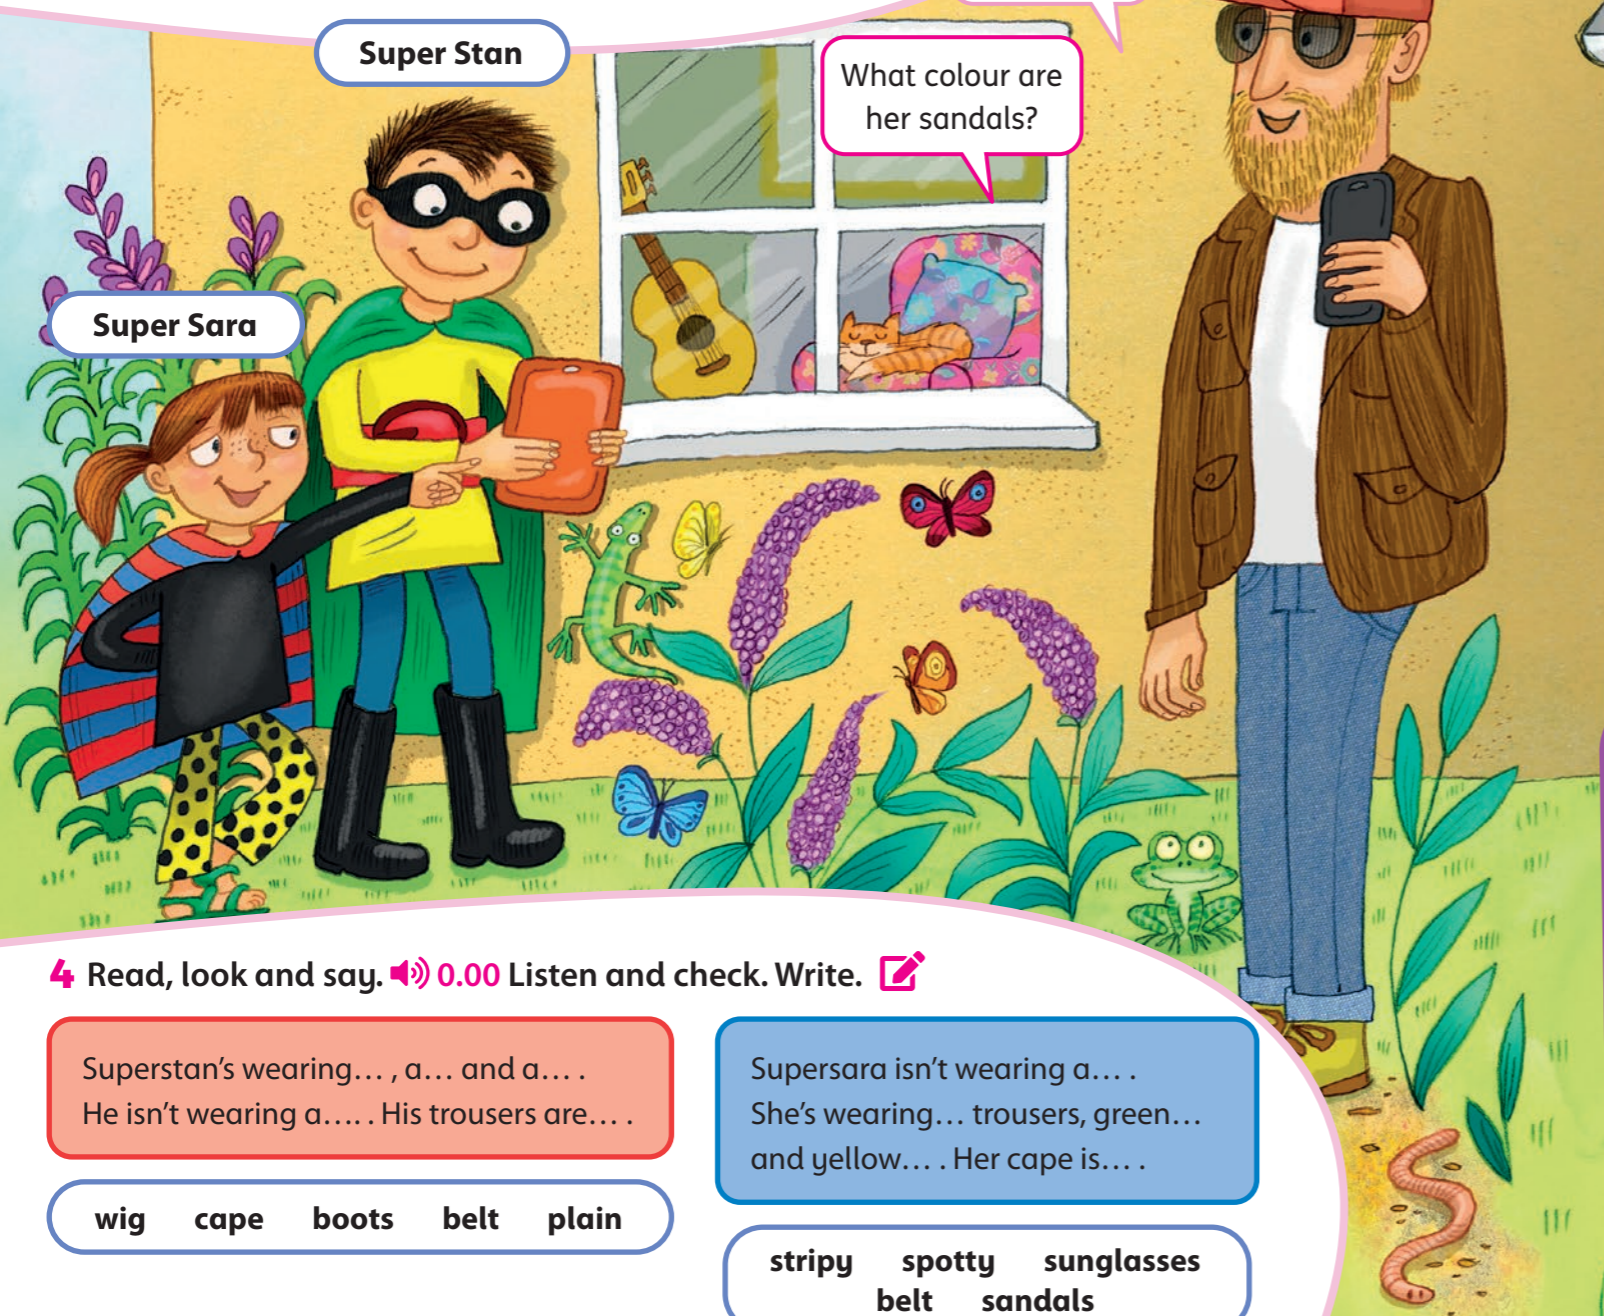 Super Stan
What colour are
her sandals?
Super Sara
4 Read, look and say. 0.00 Listen and check. Write.
Superstan's wearing... , a... and a... .
He isn't wearing a.... . His trousers are... .
wig cape boots belt plain
Supersara isn't wearing a... .
She's wearing... trousers, green...
and yellow... . Her cape is... .
stripy spotty sunglasses
belt sandals